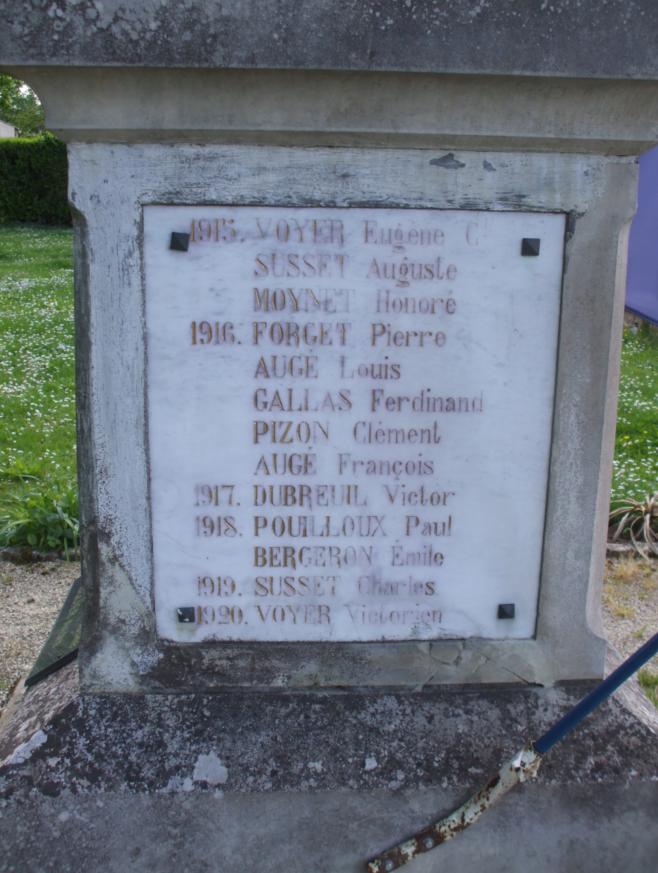 1915. VOYER Eugène C^al
SUSSET Auguste
MOYNET Honoré
1916. FORGET Pierre
AUGÉ Louis
GALLAS Ferdinand
PIZON Clément
AUGÉ François
1917. DUBREUIL Victor
1918. POUILLOUX Paul
BERGERON Émile
1919. SUSSET Charles
1920. VOYER Victorien